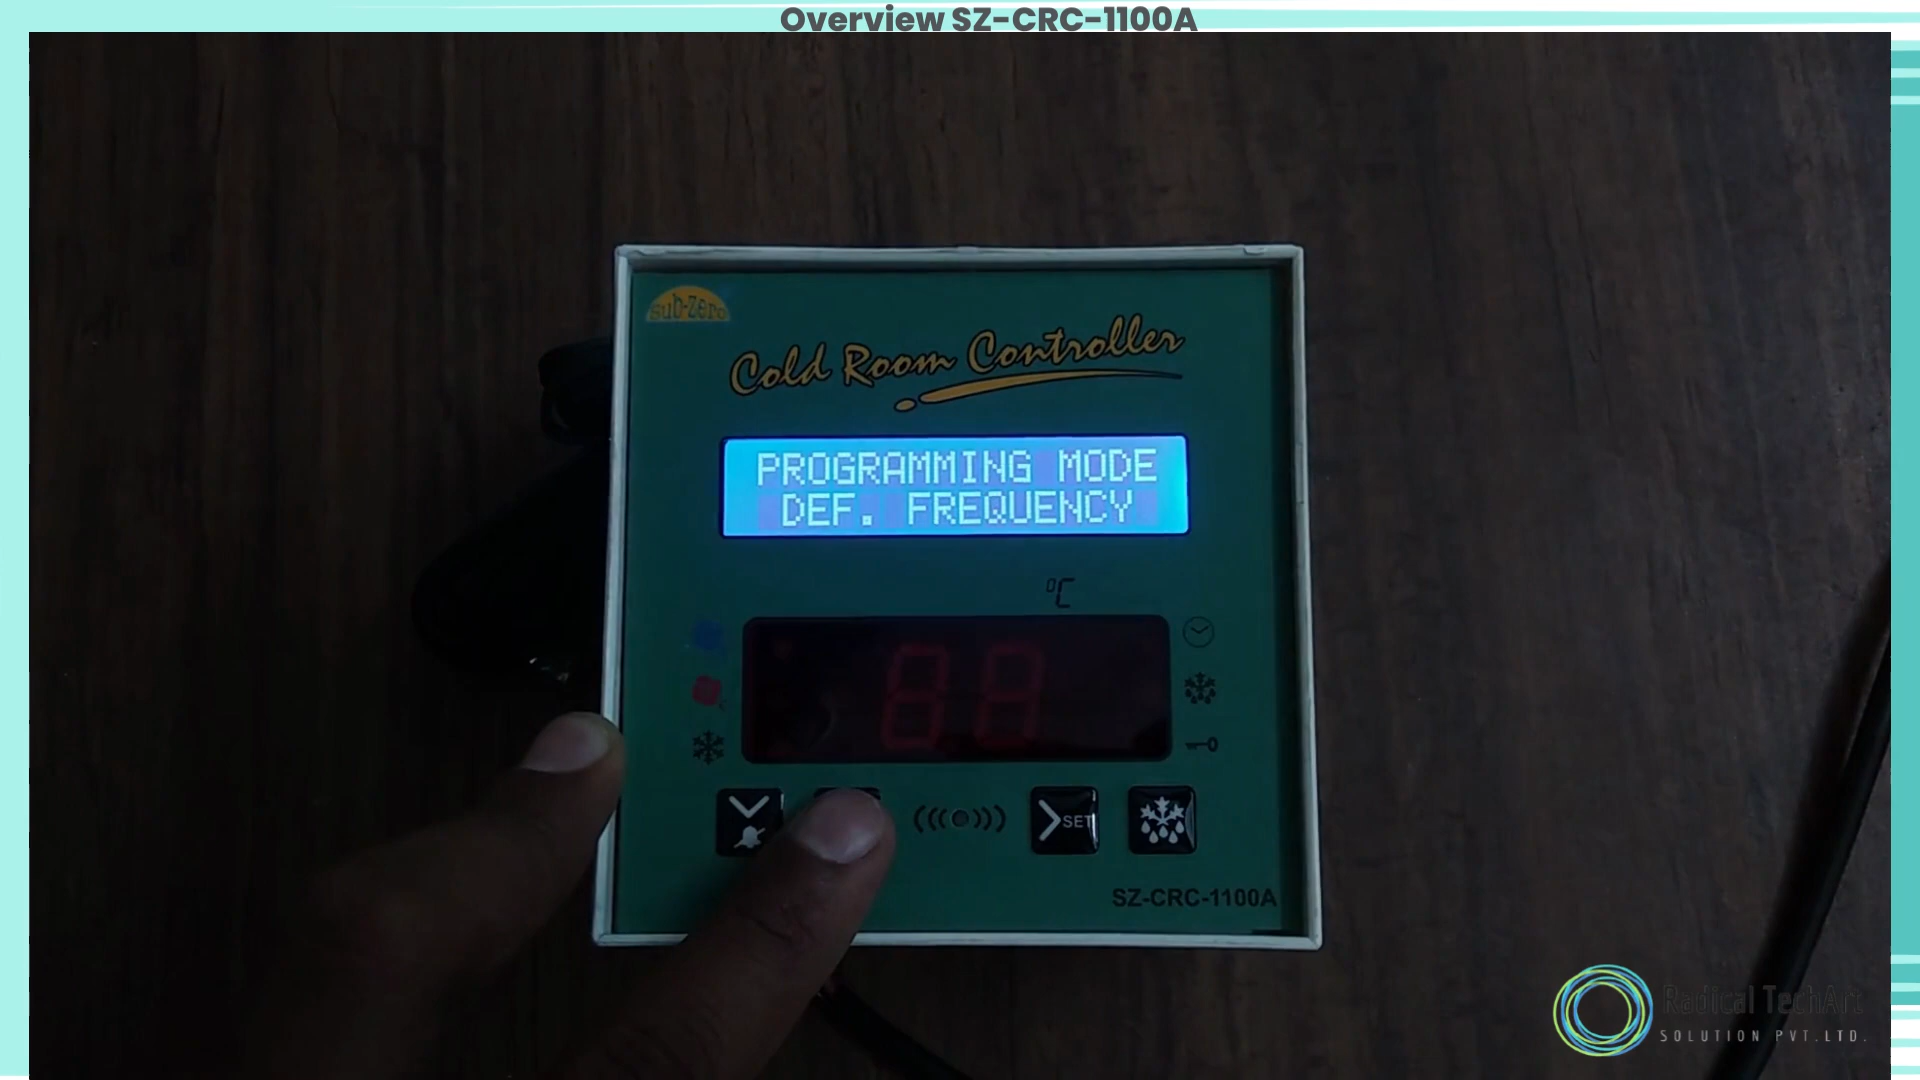 Overview SZ-CRC-1100A
sub-Zero
Cold Room Controller
PROGRAMMING MODE
DEF. FREQUENCY
°C
88
SET
SZ-CRC-1100A
Radical TechArt
SOLUTION PVT.LTD.